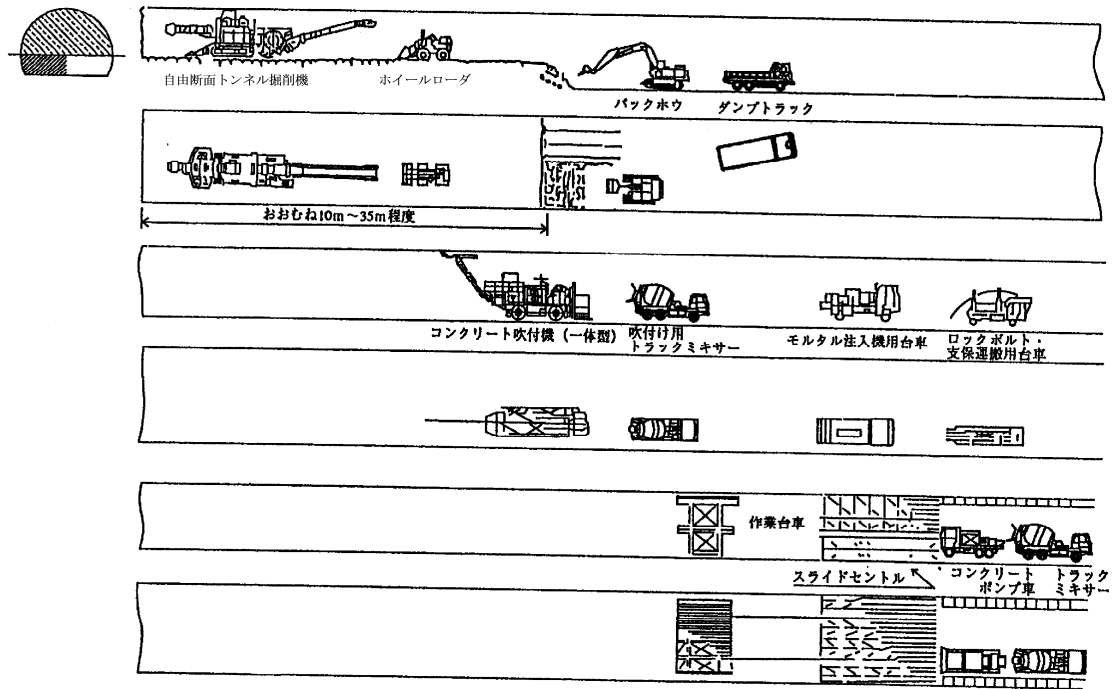 自由断面トンネル掘削機
ホイールローダ
バックホウ
ダンプトラック
おおむね10m～35m程度
コンクリート吹付機（一体型）
吹付け用
トラックミキサー
モルタル注入機用台車
ロックボルト・
支保運搬用台車
作業台車
スライドセントル
コンクリート
ポンプ車
トラック
ミキサー